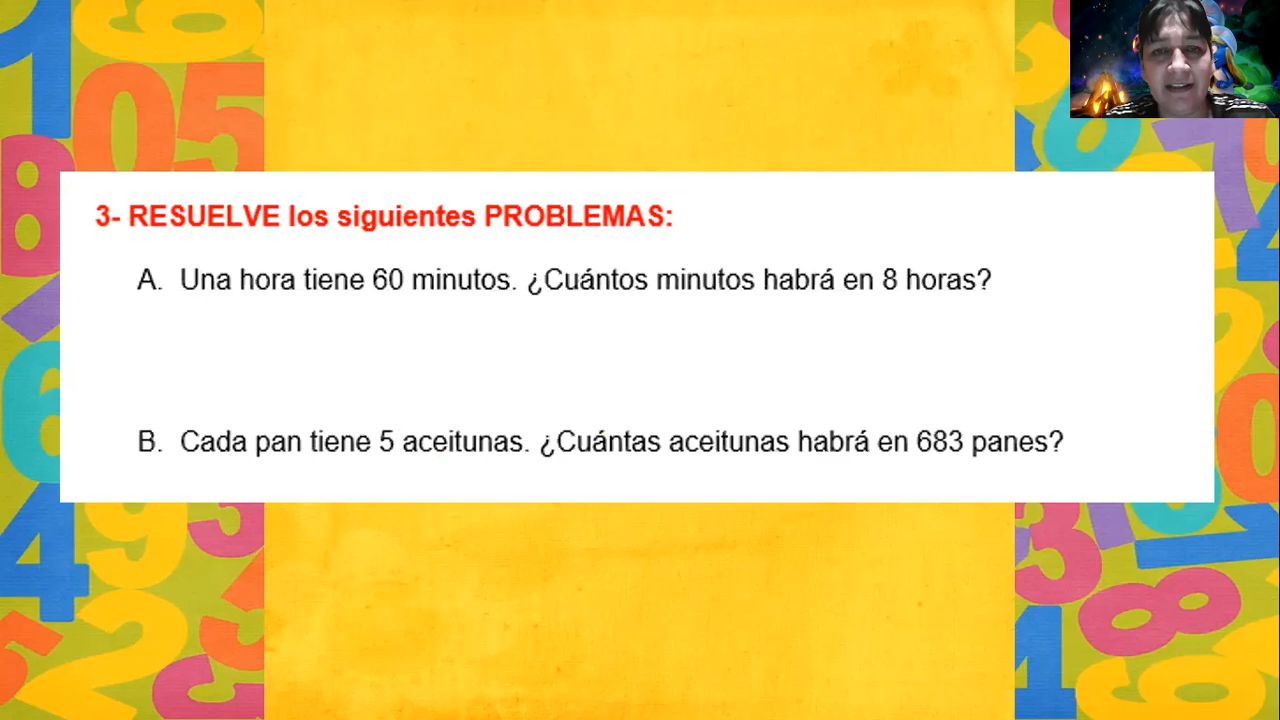 3- RESUELVE los siguientes PROBLEMAS:
A. Una hora tiene 60 minutos. ¿Cuántos minutos habrá en 8 horas?
B. Cada pan tiene 5 aceitunas. ¿Cuántas aceitunas habrá en 683 panes?